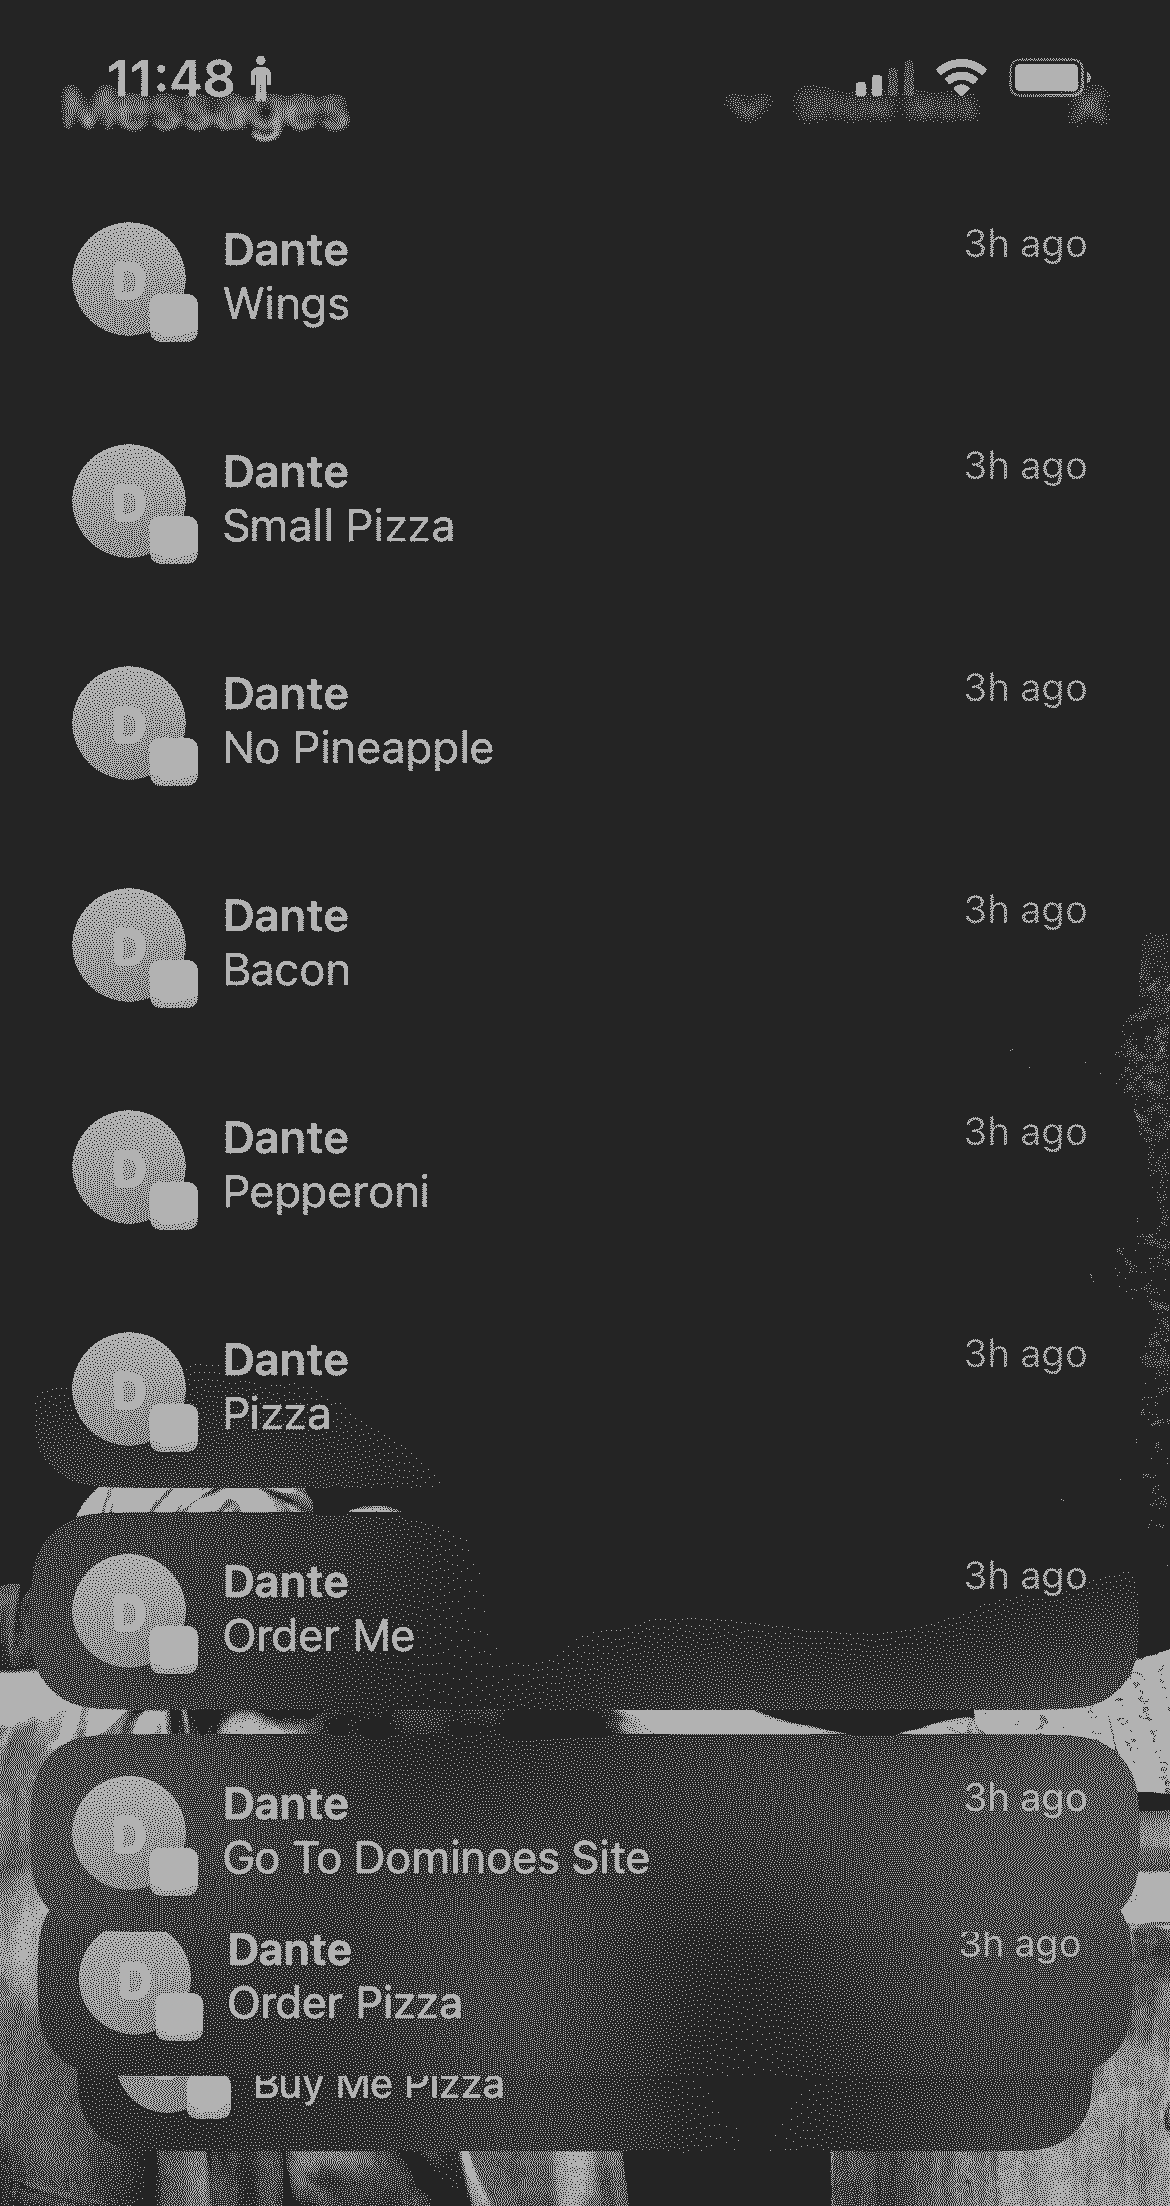 11:48
Messages
Dante
3h ago
Wings
D
Dante
3h ago
Small Pizza
D
Dante
3h ago
No Pineapple
D
Dante
3h ago
Bacon
D
Dante
3h ago
Pepperoni
D
Dante
3h ago
Pizza
D
Dante
3h ago
Order Me
D
Dante
3h ago
Go To Dominoes Site
D
Dante
3h ago
Order Pizza
D
Buy Me Pizza